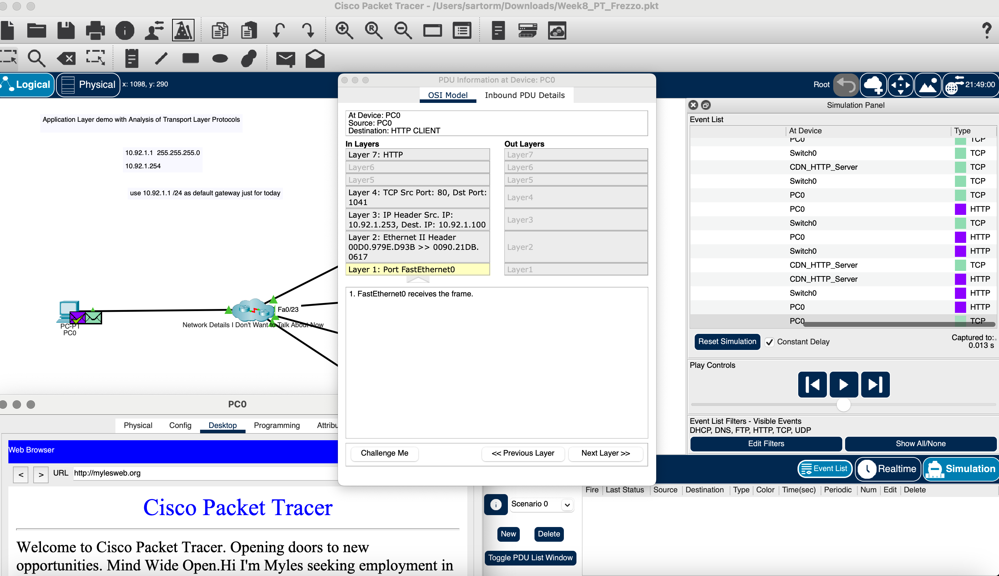 Cisco Packet Tracer - /Users/sartorm/Downloads/Week8_PT_Frezzo.pkt
Logical
Physical
x: 1098, y: 290
Root
21:49:00
Application Layer demo with Analysis of Transport Layer Protocols
10.92.1.1 255.255.255.0
10.92.1.254
use 10.92.1.1 /24 as default gateway just for today
PC-PT
PC0
Fa0/23
Network Details I Don't Want to Talk About Now
PDU Information at Device: PC0
OSI Model
Inbound PDU Details
At Device: PC0
Source: PC0
Destination: HTTP CLIENT
In Layers
Out Layers
Layer 7: HTTP
Layer7
Layer6
Layer6
Layer5
Layer5
Layer 4: TCP Src Port: 80, Dst Port:
1041
Layer4
Layer 3: IP Header Src. IP:
10.92.1.253, Dest. IP: 10.92.1.100
Layer3
Layer 2: Ethernet II Header
00D0.979E.D93B >> 0090.21DB.
0617
Layer2
Layer 1: Port FastEthernet0
Layer1
1. FastEthernet0 receives the frame.
Challenge Me
<< Previous Layer
Next Layer >>
Simulation Panel
Event List
At Device Type
PC0 TCP
Switch0 TCP
CDN_HTTP_Server TCP
Switch0 TCP
PC0 TCP
PC0 HTTP
Switch0 TCP
PC0 HTTP
Switch0 HTTP
CDN_HTTP_Server TCP
CDN_HTTP_Server HTTP
Switch0 HTTP
PC0 HTTP
PC0 TCP
Reset Simulation
Constant Delay
Captured to:
0.013 s
Play Controls
Event List Filters - Visible Events
DHCP, DNS, FTP, HTTP, TCP, UDP
Edit Filters
Show All/None
Event List
Realtime
Simulation
PC0
Physical
Config
Desktop
Programming
Attribu
Web Browser
<
>
URL
http://mylesweb.org
Cisco Packet Tracer
Welcome to Cisco Packet Tracer. Opening doors to new
opportunities. Mind Wide Open.Hi I'm Myles seeking employment in
Scenario 0
New
Delete
Toggle PDU List Window
Fire Last Status Source Destination Type Color Time(sec) Periodic Num Edit Delete